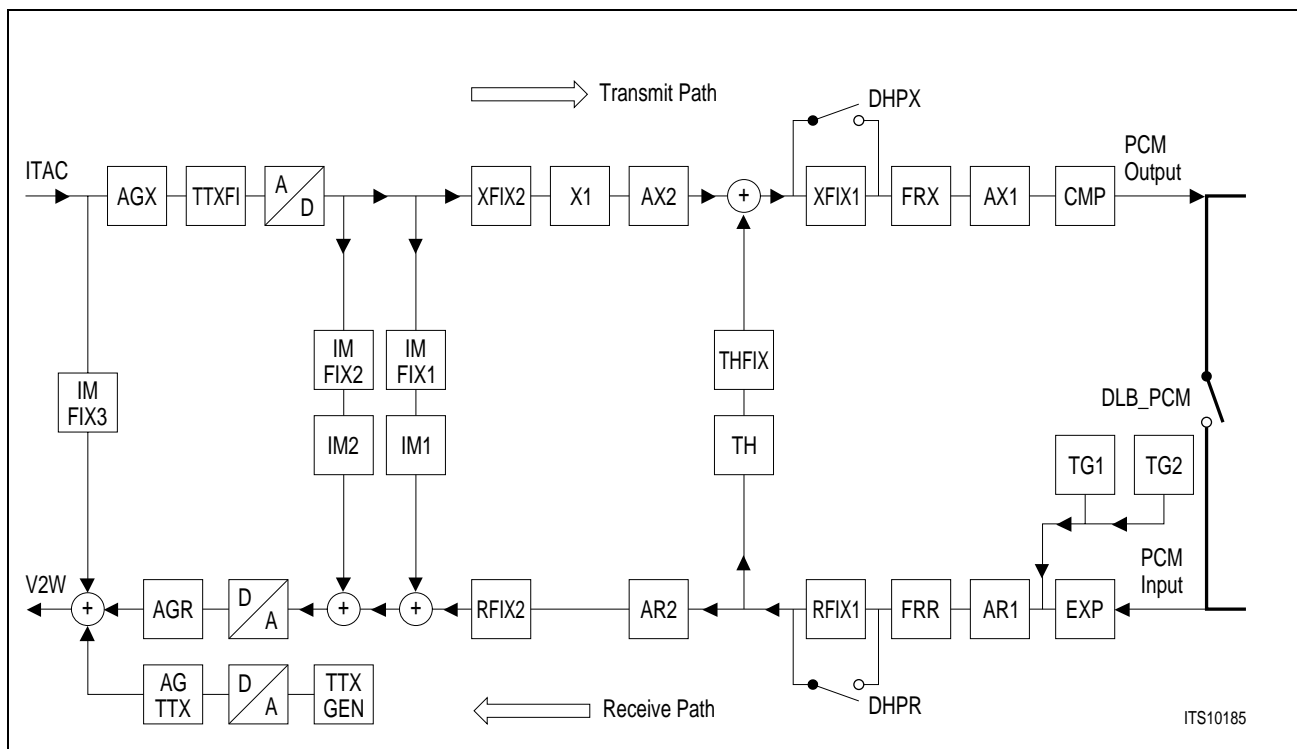 Transmit Path
DHPX
ITAC
PCM
Output
AGX
TTXFI
A
D
XFIX2
X1
AX2
+
XFIX1
FRX
AX1
CMP
IM
FIX3
IM
FIX2
IM
FIX1
THFIX
DLB_PCM
IM2
IM1
TH
TG1
TG2
PCM
Input
V2W
+
AGR
D
A
+
+
RFIX2
AR2
RFIX1
FRR
AR1
EXP
AG
TTX
D
A
TTX
GEN
Receive Path
DHPR
ITS10185